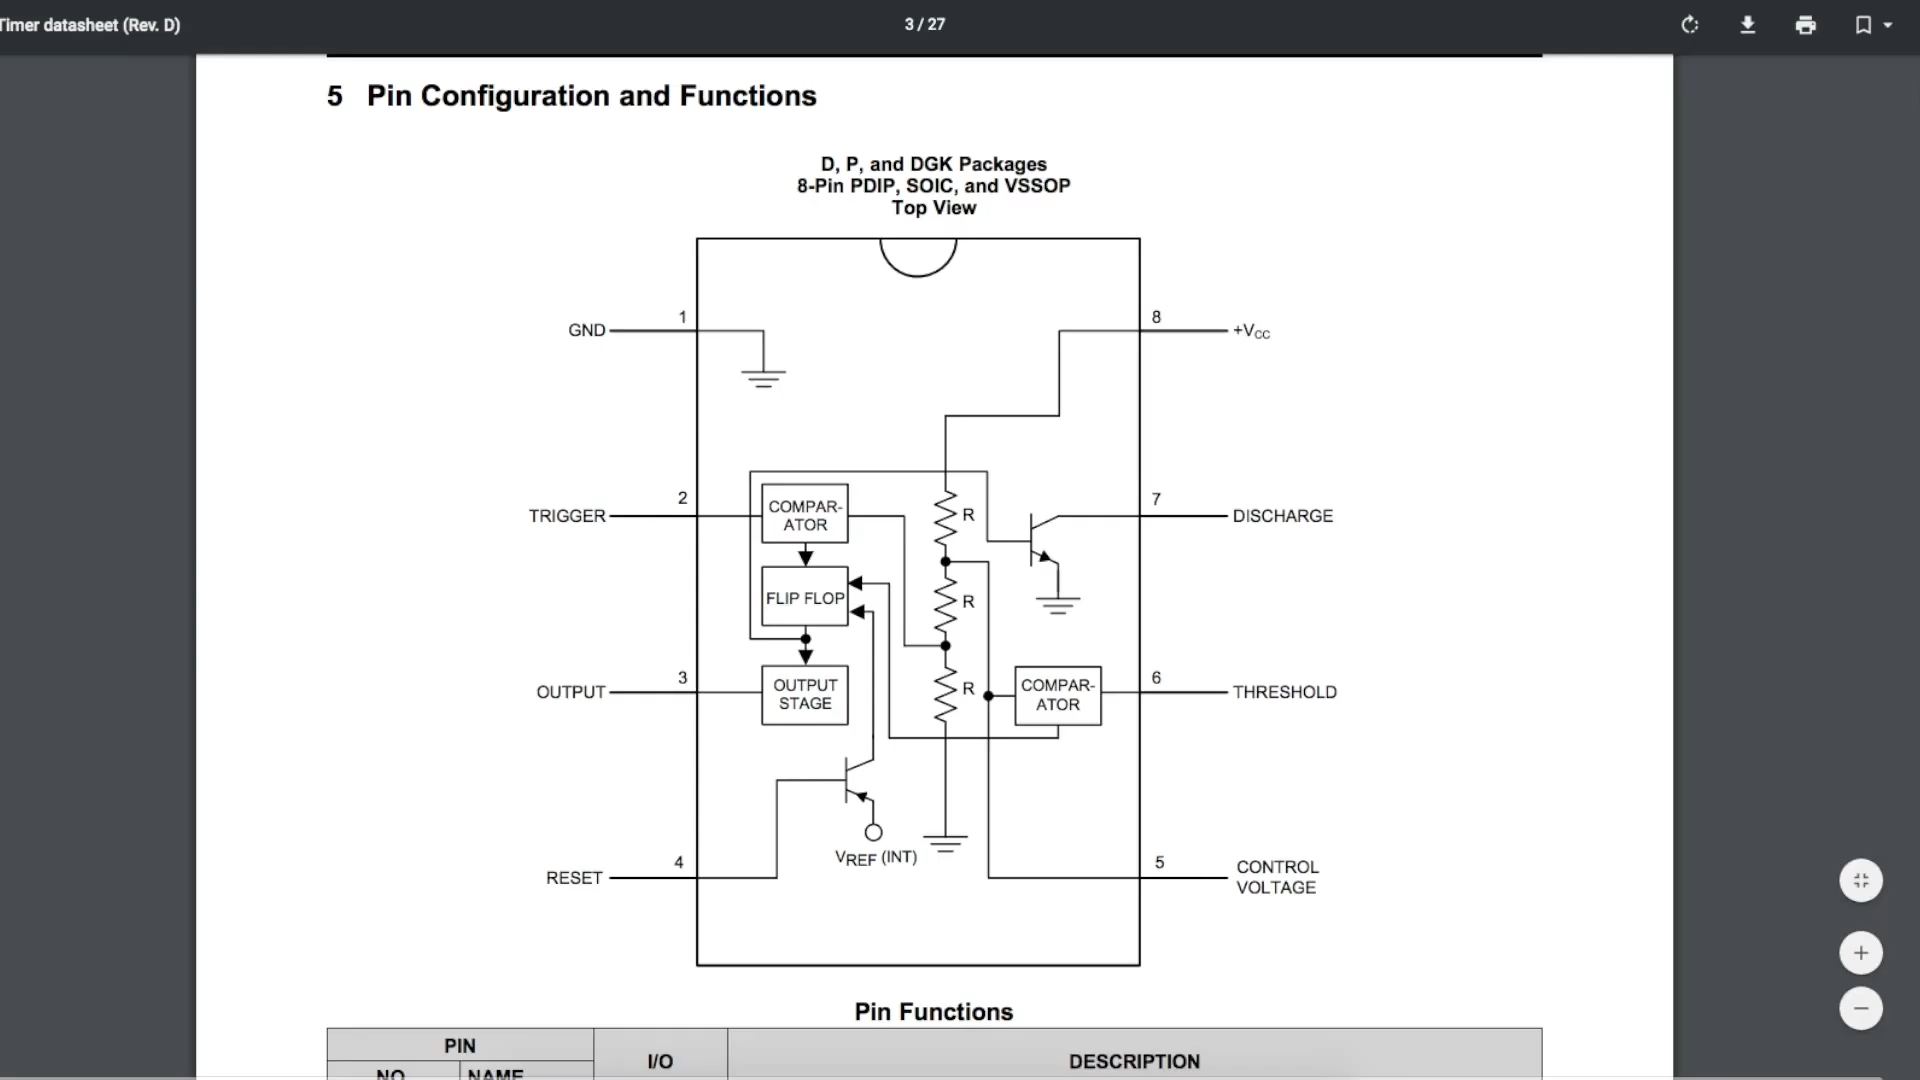 Timer datasheet (Rev. D)
3 / 27
5 Pin Configuration and Functions
D, P, and DGK Packages
8-Pin PDIP, SOIC, and VSSOP
Top View
GND
1
8
+VCC
TRIGGER
2
COMPAR-
ATOR
R
7
DISCHARGE
FLIP FLOP
R
OUTPUT
3
OUTPUT
STAGE
R
COMPAR-
ATOR
6
THRESHOLD
VREF (INT)
RESET
4
5
CONTROL
VOLTAGE
Pin Functions
PIN
I/O
DESCRIPTION
NO.
NAME